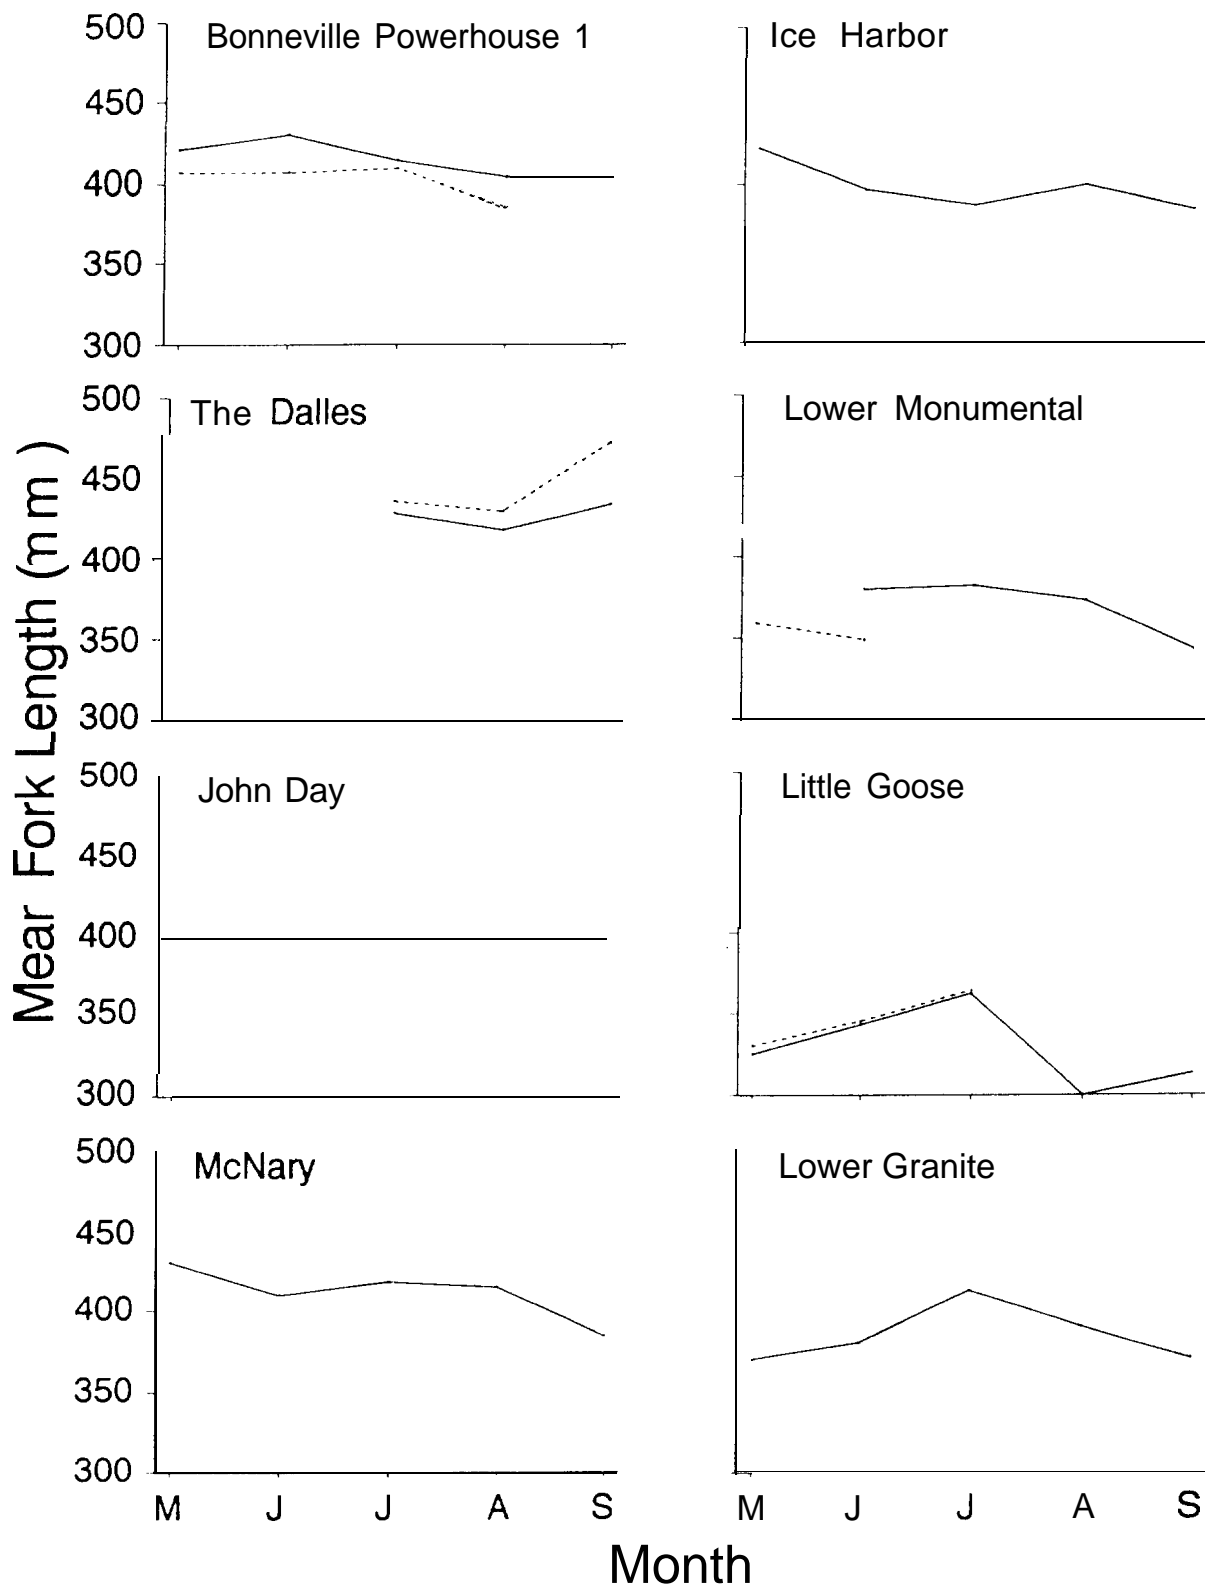 Bonneville Powerhouse 1
500
450
400
350
300
Ice Harbor
The Dalles
500
450
400
350
300
Lower Monumental
Mear Fork Length (mm)
John Day
500
450
400
350
300
Little Goose
McNary
500
450
400
350
300
M J J A S
Lower Granite
M J J A S
Month